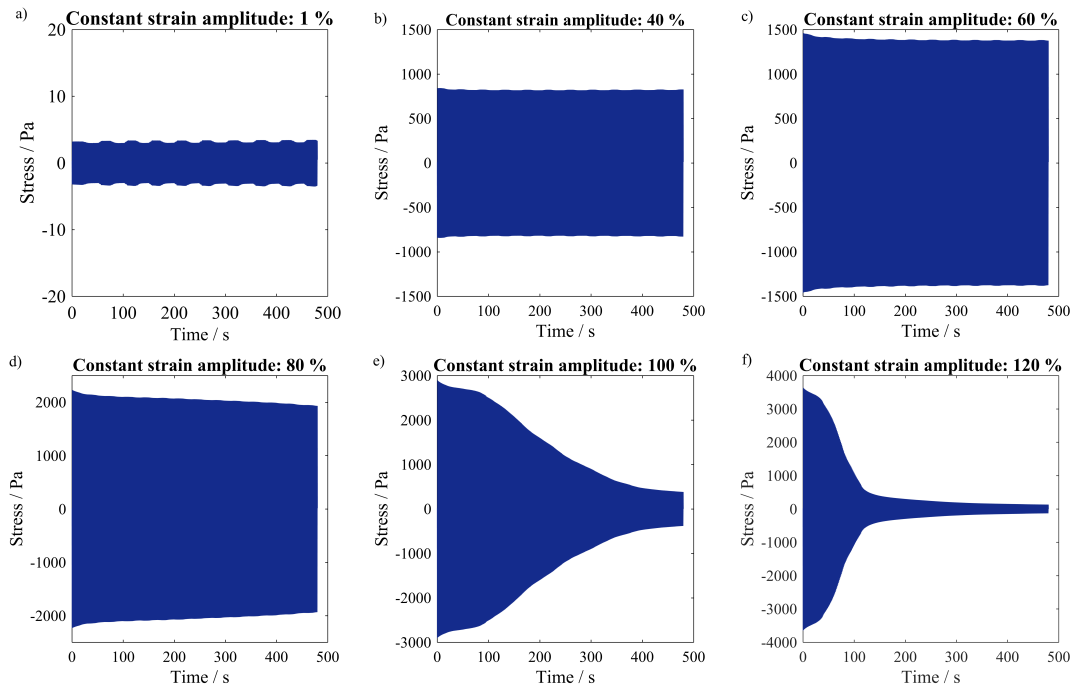 a)
Constant strain amplitude: 1 %
20
10
0
-10
-20
Stress / Pa
0 100 200 300 400 500
Time / s
b)
Constant strain amplitude: 40 %
1500
1000
500
0
-500
-1000
-1500
Stress / Pa
0 100 200 300 400 500
Time / s
c)
Constant strain amplitude: 60 %
1500
1000
500
0
-500
-1000
-1500
Stress / Pa
0 100 200 300 400 500
Time / s
d)
Constant strain amplitude: 80 %
2000
1000
0
-1000
-2000
Stress / Pa
0 100 200 300 400 500
Time / s
e)
Constant strain amplitude: 100 %
3000
2000
1000
0
-1000
-2000
-3000
Stress / Pa
0 100 200 300 400 500
Time / s
f)
Constant strain amplitude: 120 %
4000
3000
2000
1000
0
-1000
-2000
-3000
-4000
Stress / Pa
0 100 200 300 400 500
Time / s